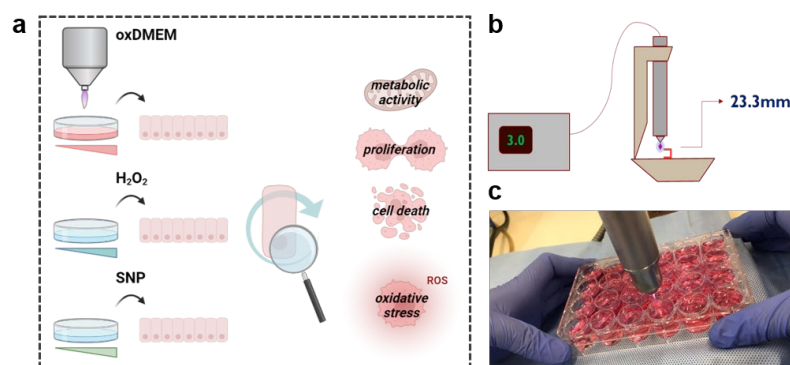 a
oxDMEM
H₂O₂
SNP
metabolic
activity
proliferation
cell death
ROS
oxidative
stress
b
3.0
23.3mm
c